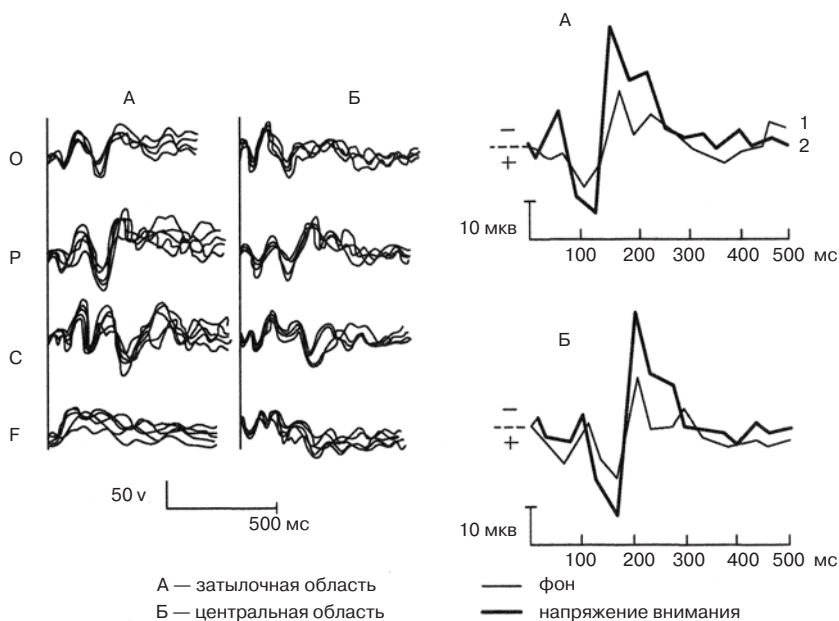 А Б
О
P
C
F
50 v
500 мс
А
1
2
−
+
10 мкв
100 200 300 400 500 мс
Б
−
+
10 мкв
100 200 300 400 500 мс
А — затылочная область
Б — центральная область
фон
напряжение внимания